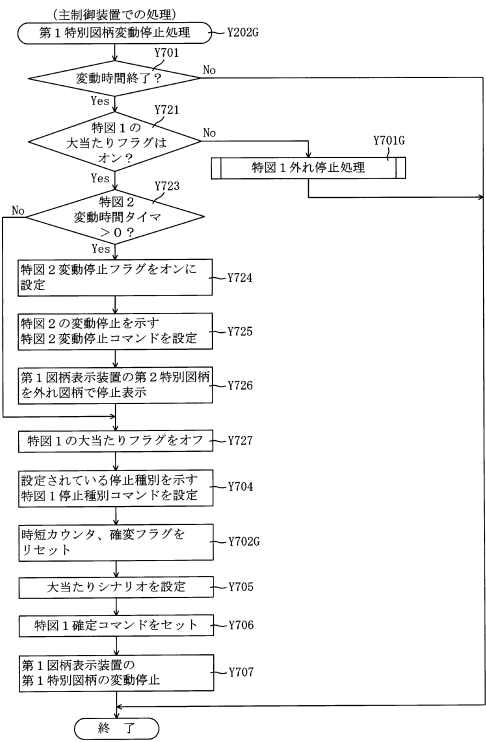 (主制御装置での処理)
第1特別図柄変動停止処理
Y202G
Y701
変動時間終了?
No
Yes
Y721
特図1の
大当たりフラグは
オン?
No
Y701G
特図1外れ停止処理
Yes
Y723
特図2
変動時間タイマ
>0?
No
Yes
特図2変動停止フラグをオンに
設定
Y724
特図2の変動停止を示す
特図2変動停止コマンドを設定
Y725
第1図柄表示装置の第2特別図柄
を外れ図柄で停止表示
Y726
特図1の大当たりフラグをオフ
Y727
設定されている停止種別を示す
特図1停止種別コマンドを設定
Y704
時短カウンタ、確変フラグを
リセット
Y702G
大当たりシナリオを設定
Y705
特図1確定コマンドをセット
Y706
第1図柄表示装置の
第1特別図柄の変動停止
Y707
終了